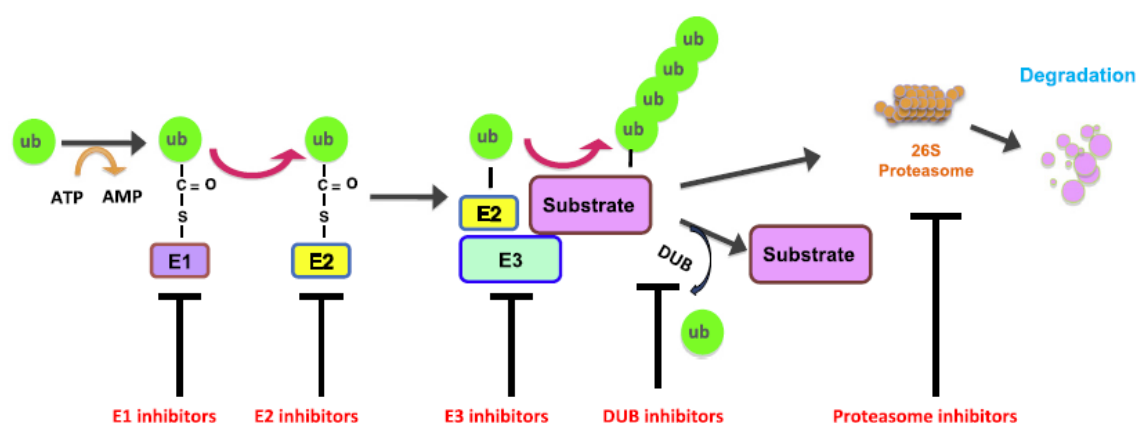 ub
ub
ub
ub
Degradation
ub
ub
ub
ub
ub
ATP
AMP
C = O
S
E1
C = O
S
E2
E2
E3
Substrate
DUB
Substrate
ub
26S
Proteasome
E1 inhibitors
E2 inhibitors
E3 inhibitors
DUB inhibitors
Proteasome inhibitors